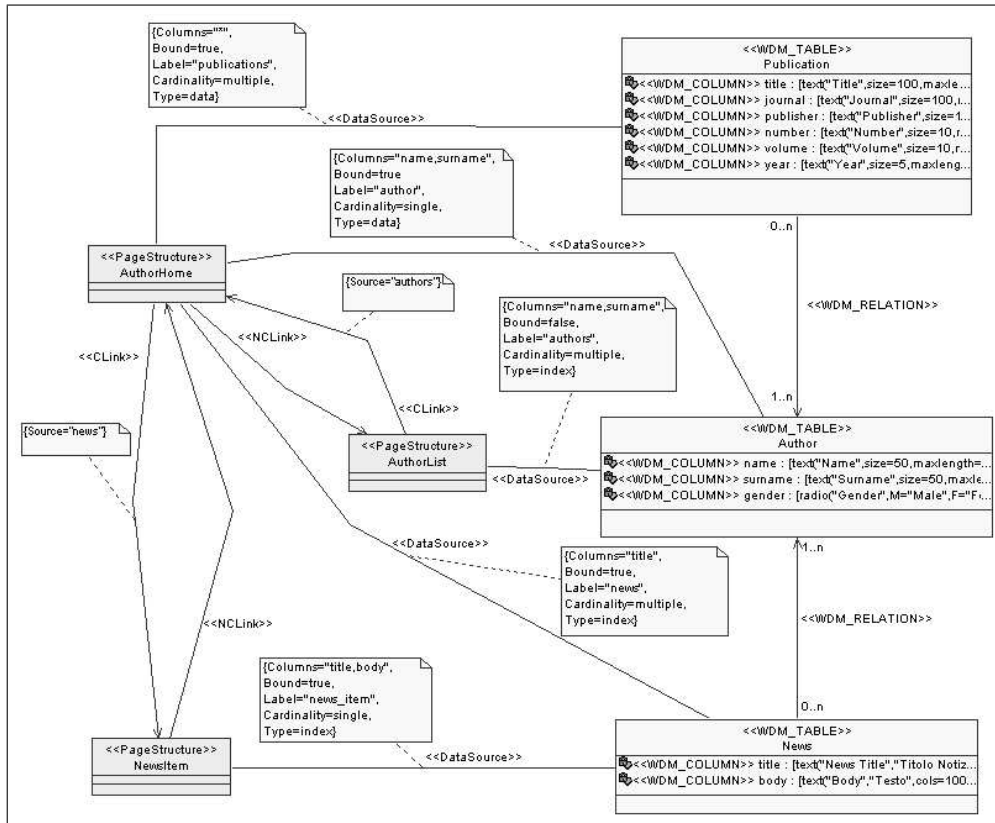 {Columns="*",
Bound=true,
Label="publications",
Cardinality=multiple,
Type=data}
<<DataSource>>
<<WDM_TABLE>>
Publication
<<WDM_COLUMN>> title : [text("Title",size=100,maxle...
<<WDM_COLUMN>> journal : [text("Journal",size=100,...
<<WDM_COLUMN>> publisher : [text("Publisher",size=1...
<<WDM_COLUMN>> number : [text("Number",size=10,r...
<<WDM_COLUMN>> volume : [text("Volume",size=10,r...
<<WDM_COLUMN>> year : [text("Year",size=5,maxleng...
{Columns="name,surname",
Bound=true
Label="author",
Cardinality=single,
Type=data}
<<DataSource>>
0..n
<<WDM_RELATION>>
1..n
<<PageStructure>>
AuthorHome
{Source="authors"}
<<CLink>>
<<NCLink>>
{Columns="name,surname",
Bound=false,
Label="authors",
Cardinality=multiple,
Type=index}
<<CLink>>
{Source="news"}
<<PageStructure>>
AuthorList
<<DataSource>>
<<WDM_TABLE>>
Author
<<WDM_COLUMN>> name : [text("Name",size=50,maxlength=...
<<WDM_COLUMN>> surname : [text("Surname",size=50,maxle...
<<WDM_COLUMN>> gender : [radio("Gender",M="Male",F="F...
<<DataSource>>
{Columns="title",
Bound=true,
Label="news",
Cardinality=multiple,
Type=index}
1..n
<<WDM_RELATION>>
0..n
<<NCLink>>
{Columns="title,body",
Bound=true,
Label="news_item",
Cardinality=single,
Type=index}
<<PageStructure>>
NewsItem
<<DataSource>>
<<WDM_TABLE>>
News
<<WDM_COLUMN>> title : [text("News Title","Titolo Notiz...
<<WDM_COLUMN>> body : [text("Body","Testo",cols=100...